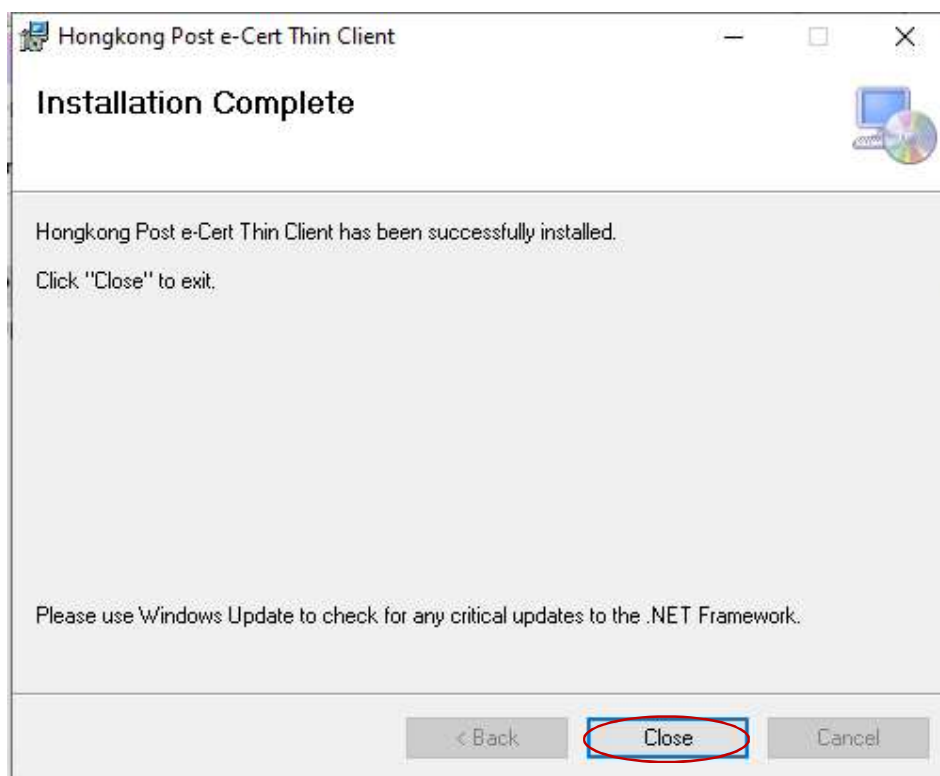 Hongkong Post e-Cert Thin Client
Installation Complete
Hongkong Post e-Cert Thin Client has been successfully installed.
Click "Close" to exit.
Please use Windows Update to check for any critical updates to the .NET Framework.
< Back
Close
Cancel